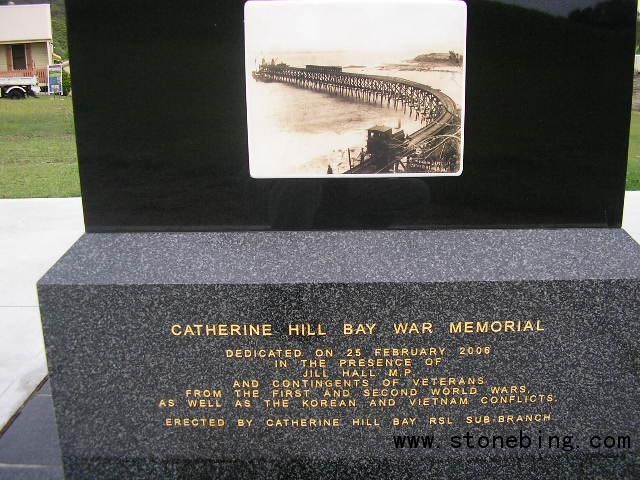 CATHERINE HILL BAY WAR MEMORIAL
DEDICATED ON 25 FEBRUARY 2006
IN THE PRESENCE OF
JILL HALL M.P.
AND CONTINGENTS OF VETERANS
FROM THE FIRST AND SECOND WORLD WARS,
AS WELL AS THE KOREAN AND VIETNAM CONFLICTS.
ERECTED BY CATHERINE HILL BAY RSL SUB-BRANCH
www.stonebing.com